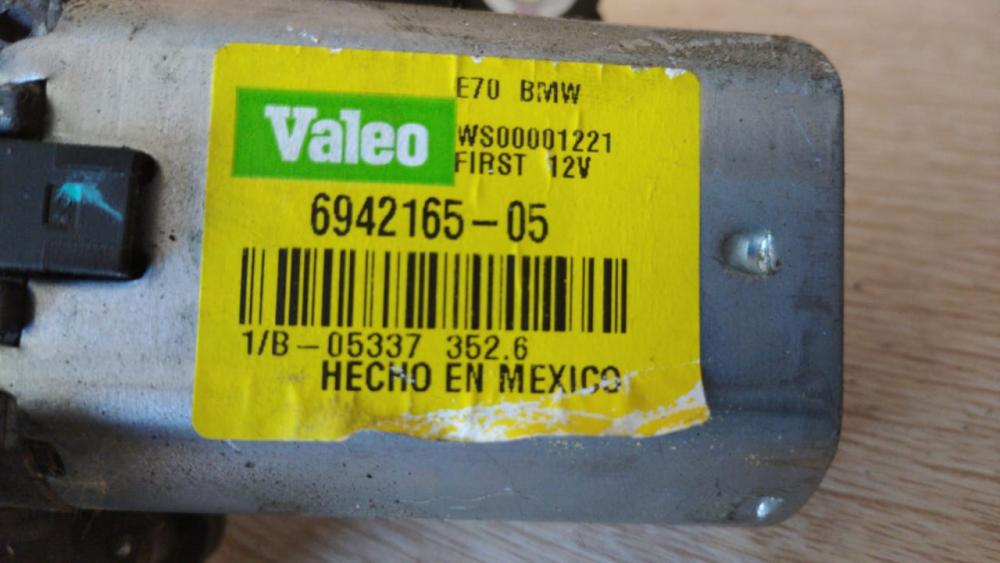 E70 BMW
Valeo
WS00001221
FIRST 12V
6942165-05
1/B-05337 352.6
HECHO EN MEXICO